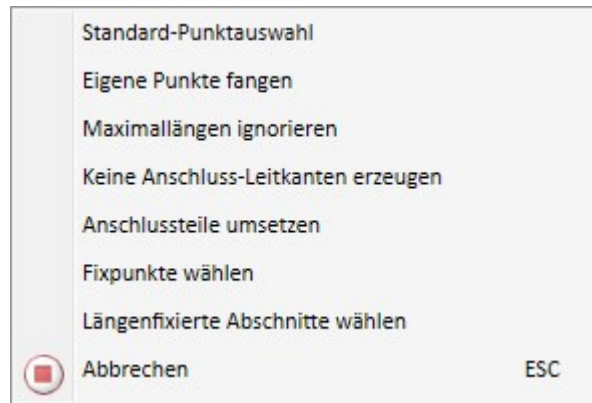 Standard-Punktauswahl
Eigene Punkte fangen
Maximallängen ignorieren
Keine Anschluss-Leitkanten erzeugen
Anschlussteile umsetzen
Fixpunkte wählen
Längenfixierte Abschnitte wählen
Abbrechen ESC